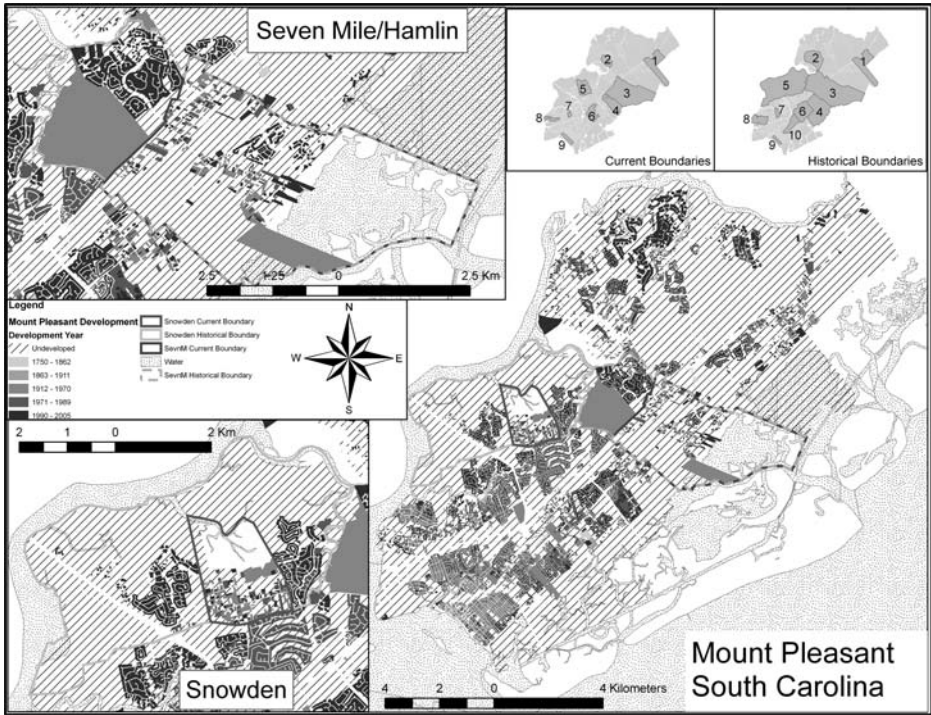 Seven Mile/Hamlin
2.5 1.25 0 2.5 Km
1
2
3
4
5
6
7
8
9
Current Boundaries
1
2
3
4
5
6
7
8
9
10
Historical Boundaries
Legend
Mount Pleasant Development
Development Year
Undeveloped
1750 - 1862
1863 - 1911
1912 - 1970
1971 - 1989
1990 - 2005
Snowden Current Boundary
Snowden Historical Boundary
SevnM Current Boundary
Water
SevnM Historical Boundary
N
W E
S
2 1 0 2 Km
Snowden
4 2 0 4 Kilometers
Mount Pleasant
South Carolina